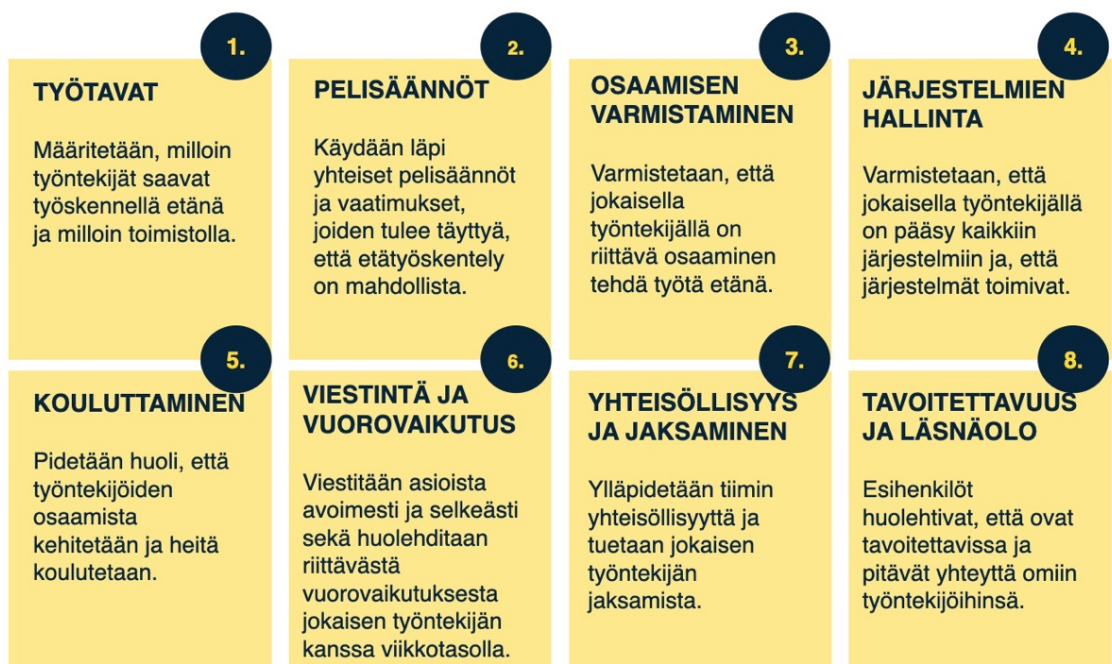 1.
TYÖTAVAT
Määritetään, milloin
työntekijät saavat
työskennellä etänä
ja milloin toimistolla.
2.
PELISÄÄNNÖT
Käydään läpi
yhteiset pelisäännöt
ja vaatimukset,
joiden tulee täyttyä,
että etätyöskentely
on mahdollista.
3.
OSAAMISEN
VARMISTAMINEN
Varmistetaan, että
jokaisella
työntekijällä on
riittävä osaaminen
tehdä työtä etänä.
4.
JÄRJESTELMIEN
HALLINTA
Varmistetaan, että
jokaisella työntekijällä
on pääsy kaikkiin
järjestelmiin ja, että
järjestelmät toimivat.
5.
KOULUTTAMINEN
Pidetään huoli, että
työntekijöiden
osaamista
kehitetään ja heitä
koulutetaan.
6.
VIESTINTÄ JA
VUOROVAIKUTUS
Viestitään asioista
avoimesti ja selkeästi
sekä huolehditaan
riittävästä
vuorovaikutuksesta
jokaisen työntekijän
kanssa viikkotasolla.
7.
YHTEISÖLLISYYS
JA JAKSAMINEN
Ylläpidetään tiimin
yhteisöllisyyttä ja
tuetaan jokaisen
työntekijän
jaksamista.
8.
TAVOITETTAVUUS
JA LÄSNÄOLO
Esihenkilöt
huolehtivat, että ovat
tavoitettavissa ja
pitävät yhteyttä omiin
työntekijöihinsä.